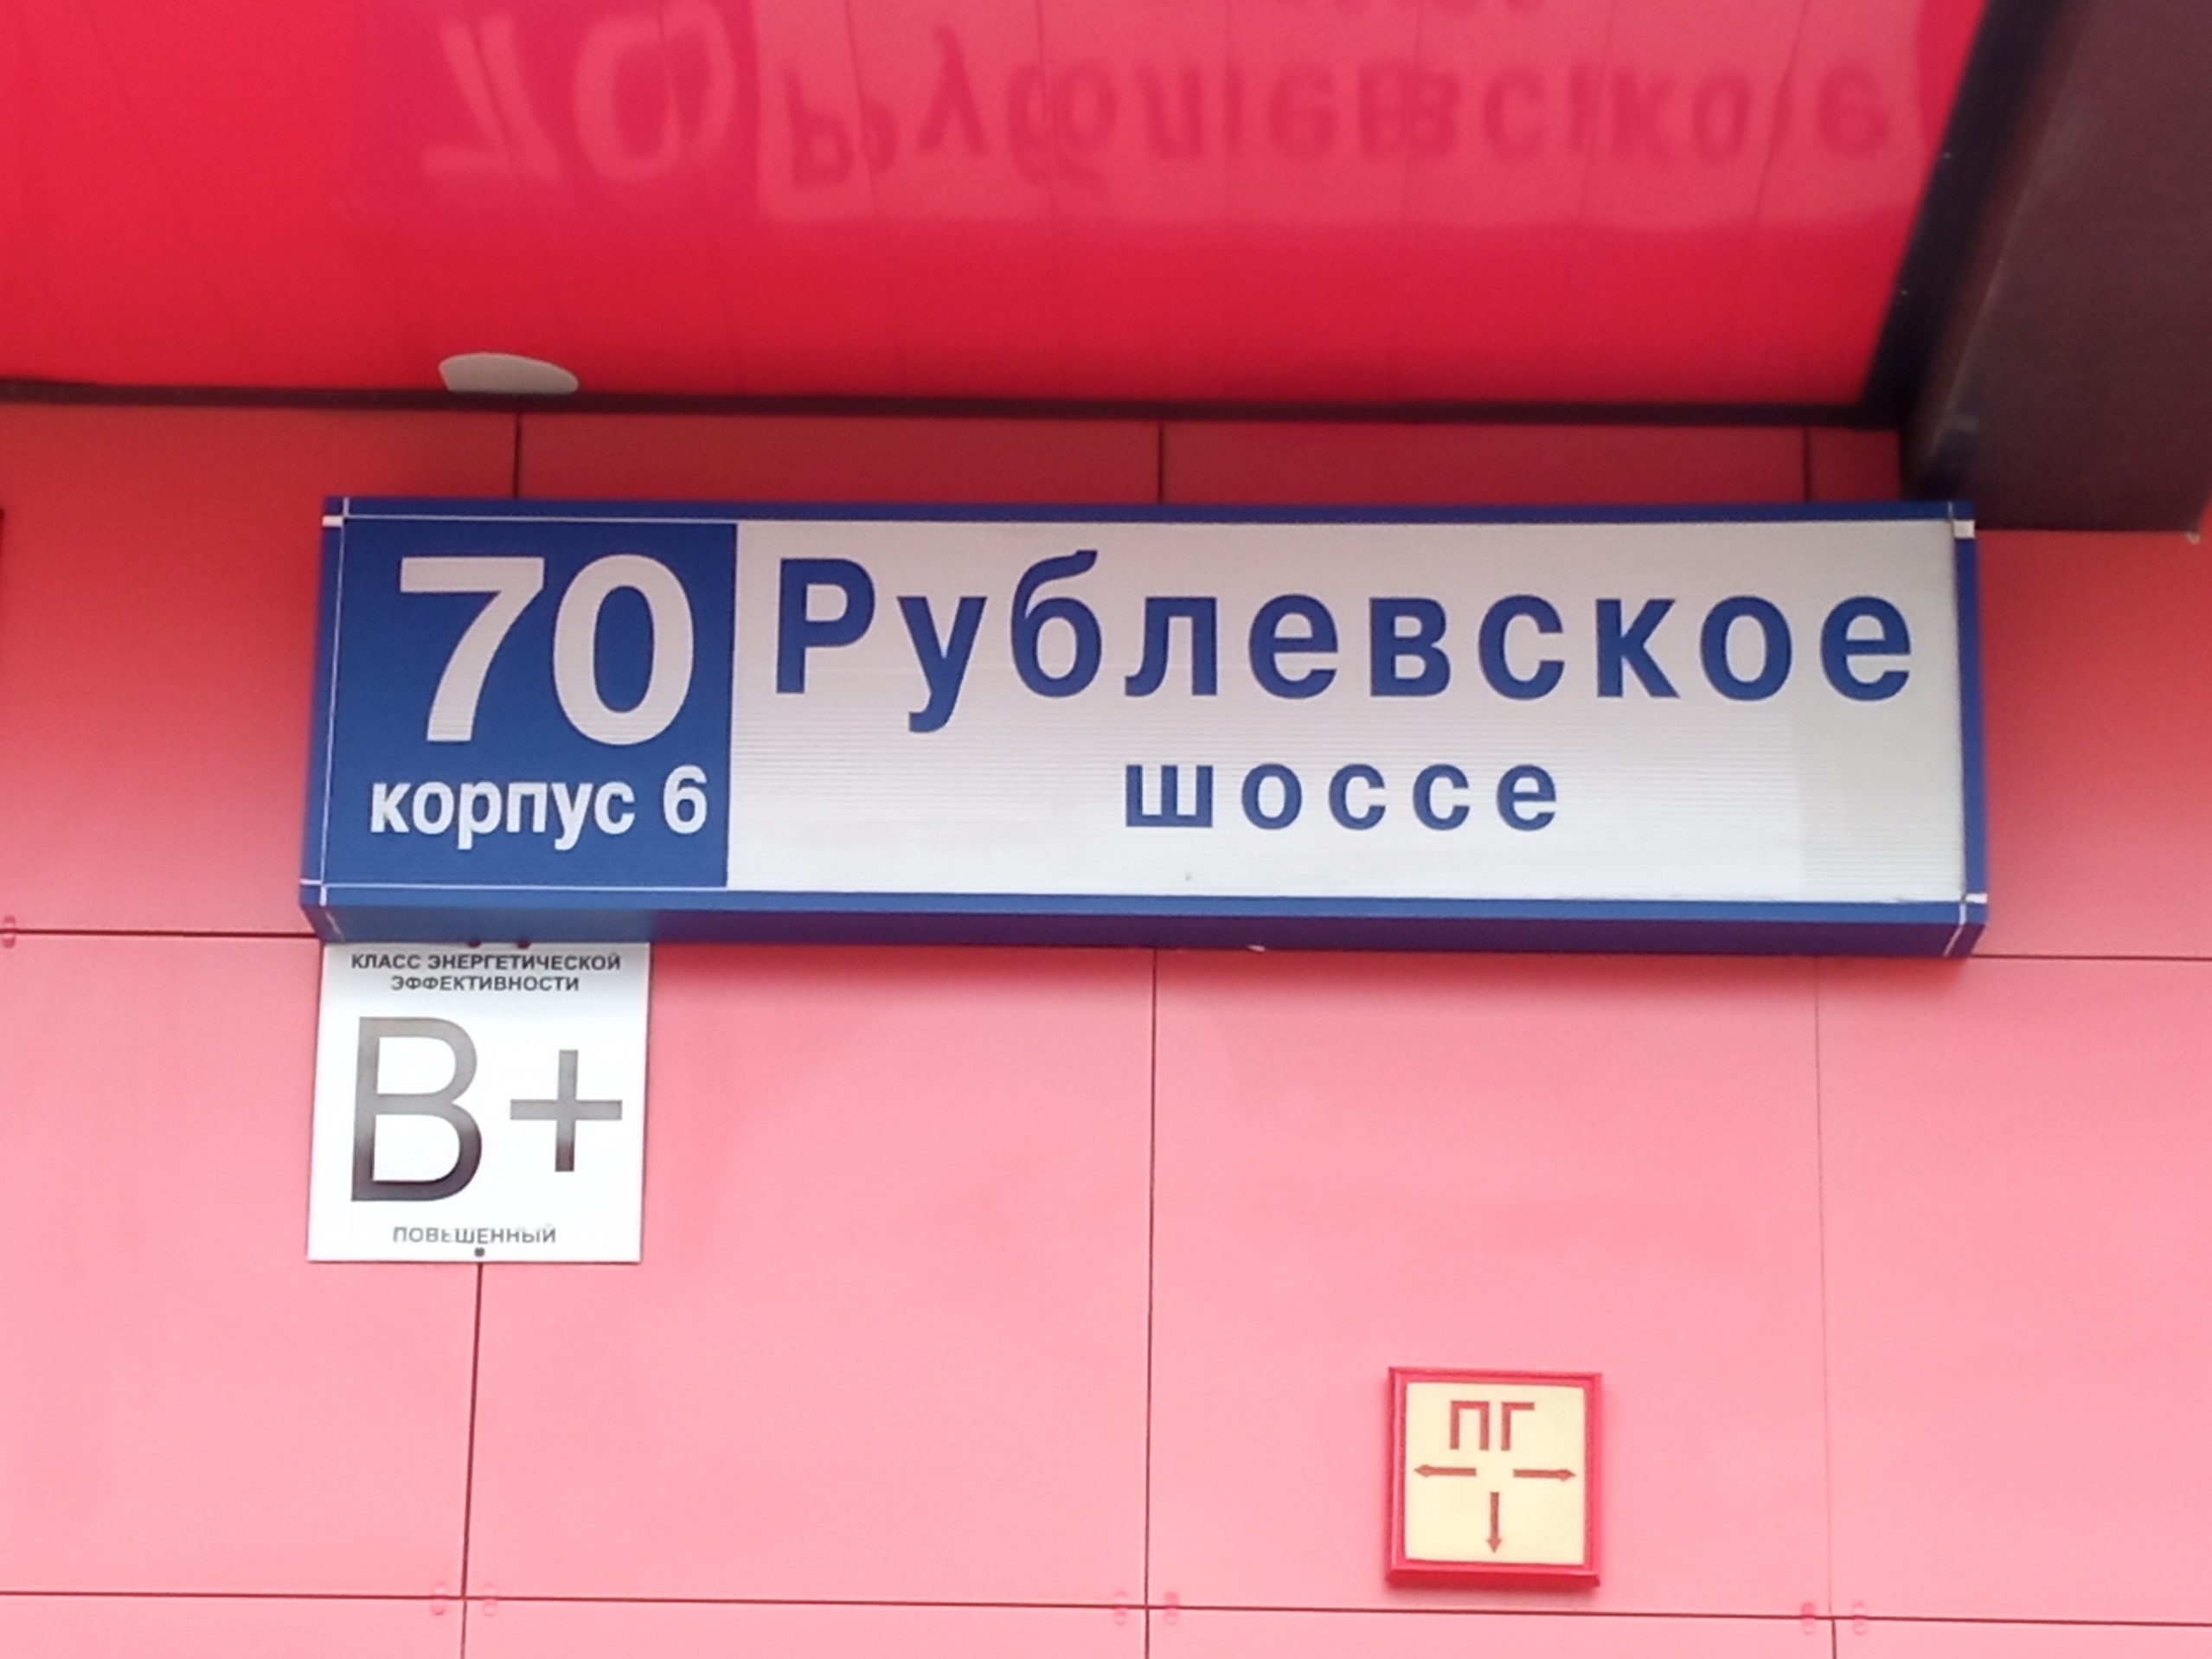 70 Рублевское
корпус 6 шоссе
КЛАСС ЭНЕРГЕТИЧЕСКОЙ
ЭФФЕКТИВНОСТИ
B+
ПОВЫШЕННЫЙ
ПГ